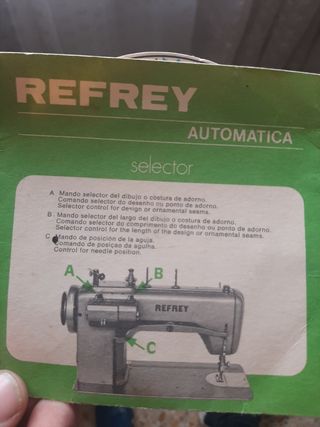 REFREY
AUTOMATICA
selector
A Mando selector del dibujo o costura de adorno.
Comando selector do desenho ou ponto de adorno.
Selector control for design or ornamental seams.
B. Mando selector del largo del dibujo o costura de adorno.
Comando selector do comprimento do desenho ou ponto de adorno.
Selector control for the length of the design or ornamental seams.
C Mando de posición de la aguja.
Comando de posiçao da agulha.
Control for needle position.
A B
REFREY
C